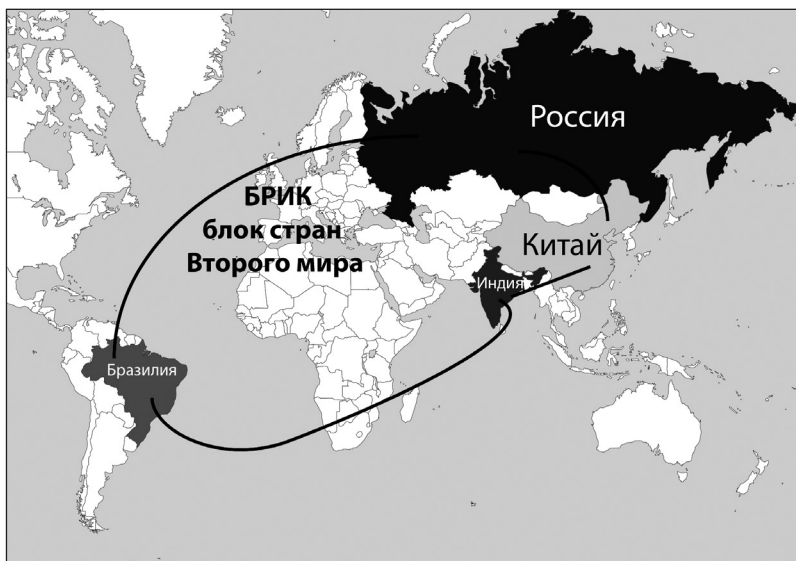 Россия
БРИК
блок стран
Второго мира
Китай
Индия
Бразилия